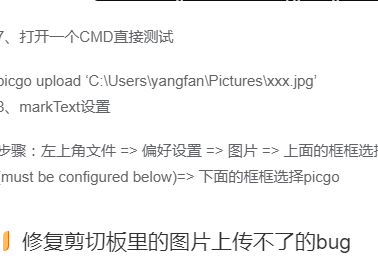 7、打开一个CMD直接测试
picgo upload ‘C:\Users\yangfan\Pictures\xxx.jpg’
8、markText设置
步骤：左上角文件 => 偏好设置 => 图片 => 上面的框框选择
(must be configured below)=> 下面的框框选择picgo
修复剪切板里的图片上传不了的bug